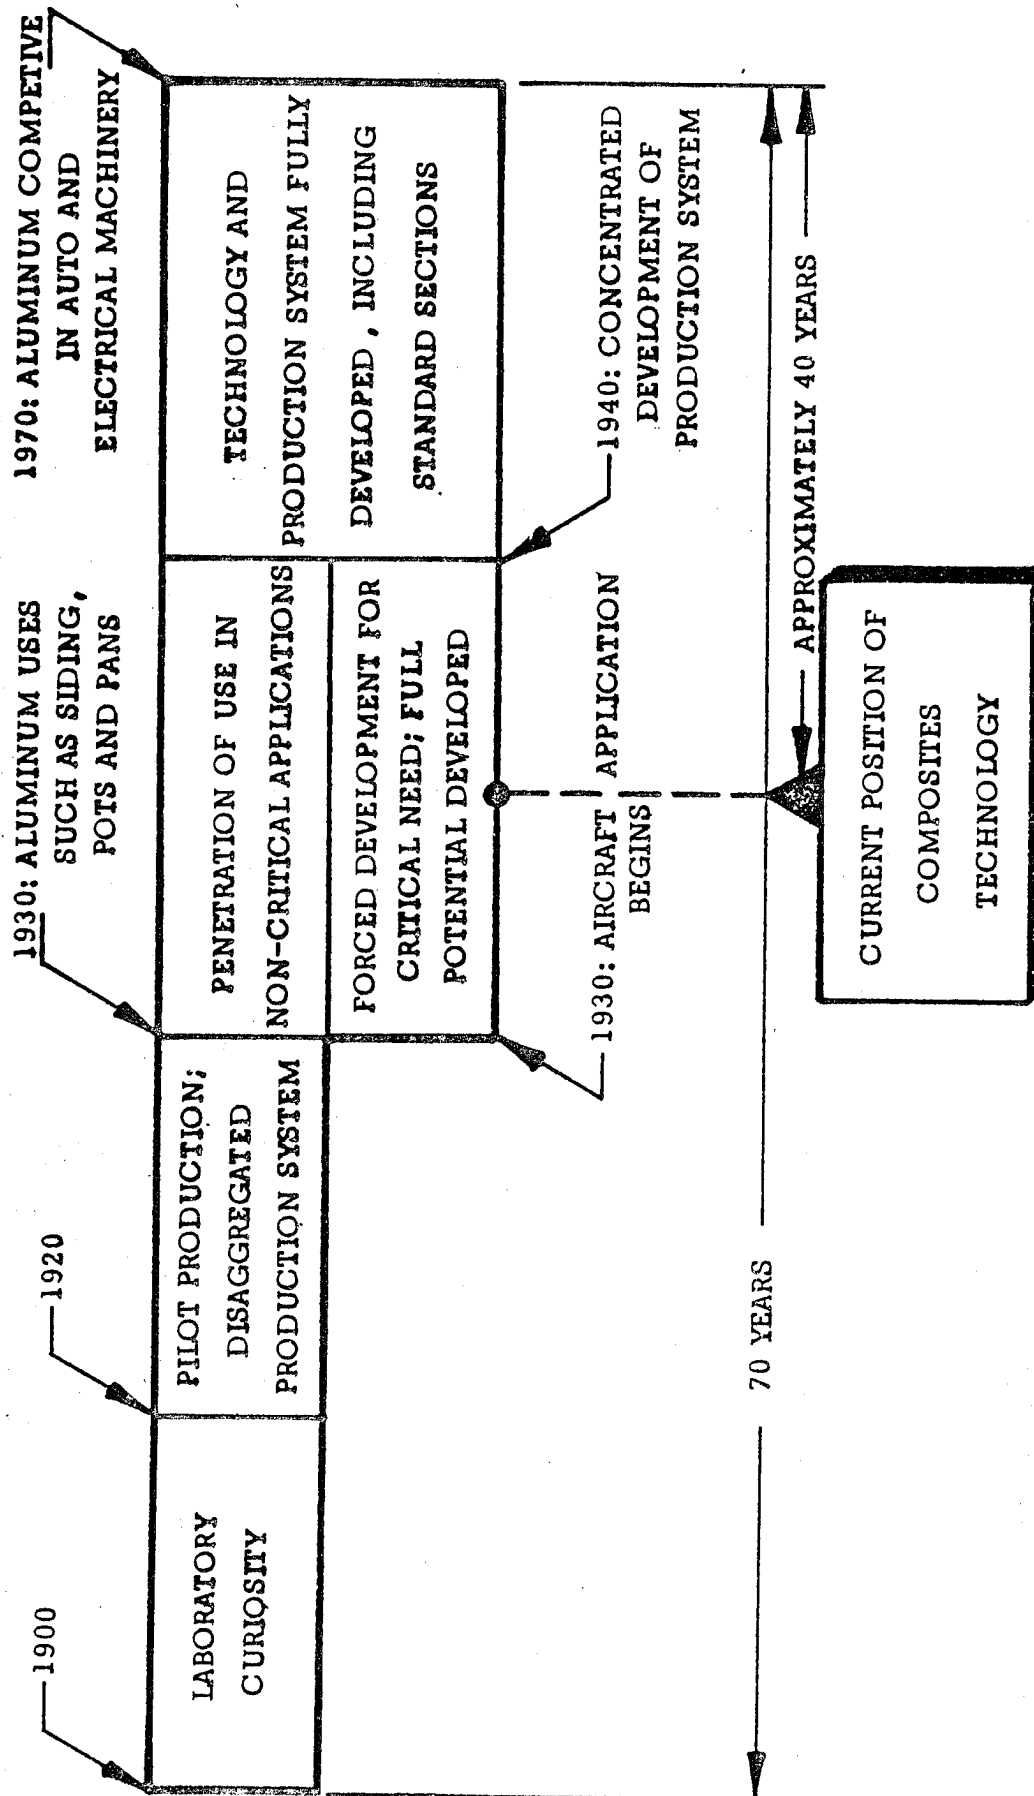 1900
1920
1930: ALUMINUM USES
SUCH AS SIDING,
POTS AND PANS
1970: ALUMINUM COMPETIVE
IN AUTO AND
ELECTRICAL MACHINERY
LABORATORY
CURIOSITY
PILOT PRODUCTION;
DISAGGREGATED
PRODUCTION SYSTEM
PENETRATION OF USE IN
NON-CRITICAL APPLICATIONS
FORCED DEVELOPMENT FOR
CRITICAL NEED; FULL
POTENTIAL DEVELOPED
TECHNOLOGY AND
PRODUCTION SYSTEM FULLY
DEVELOPED, INCLUDING
STANDARD SECTIONS
1930: AIRCRAFT APPLICATION
BEGINS
1940: CONCENTRATED
DEVELOPMENT OF
PRODUCTION SYSTEM
70 YEARS
APPROXIMATELY 40 YEARS
CURRENT POSITION OF
COMPOSITES
TECHNOLOGY